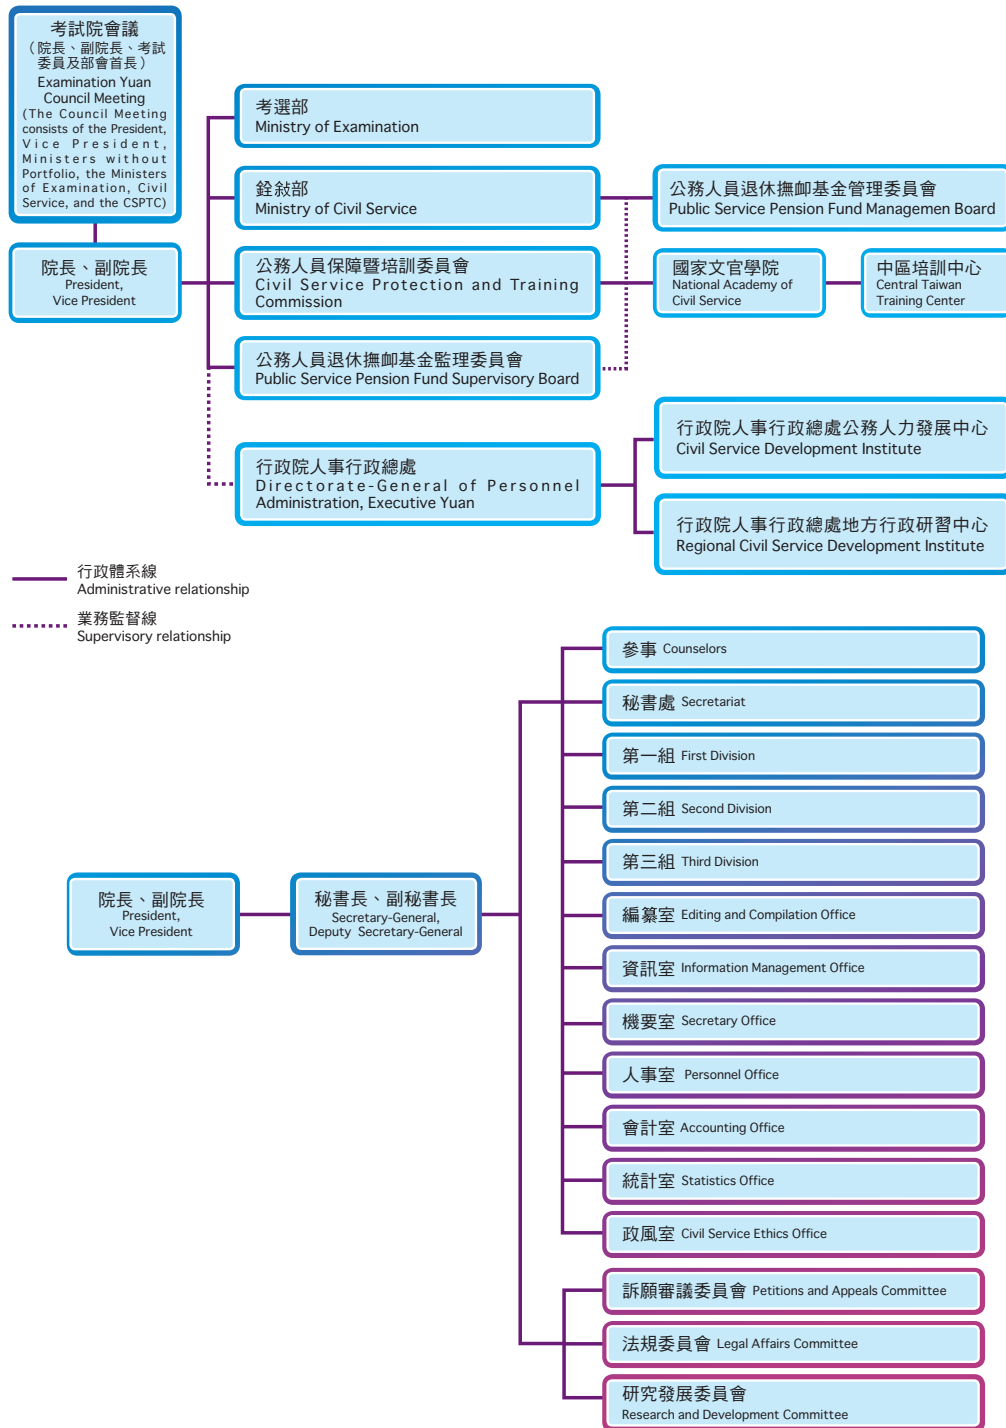 考試院會議
（院長、副院長、考試
委員及部會首長）
Examination Yuan
Council Meeting
(The Council Meeting
consists of the President,
Vice President,
Ministers without
Portfolio, the Ministers
of Examination, Civil
Service, and the CSPTC)
院長、副院長
President,
Vice President
考選部
Ministry of Examination
銓敍部
Ministry of Civil Service
公務人員退休撫卹基金管理委員會
Public Service Pension Fund Managemen Board
公務人員保障暨培訓委員會
Civil Service Protection and Training
Commission
國家文官學院
National Academy of
Civil Service
中區培訓中心
Central Taiwan
Training Center
公務人員退休撫卹基金監理委員會
Public Service Pension Fund Supervisory Board
行政院人事行政總處
Directorate-General of Personnel
Administration, Executive Yuan
行政院人事行政總處公務人力發展中心
Civil Service Development Institute
行政院人事行政總處地方行政研習中心
Regional Civil Service Development Institute
行政體系線
Administrative relationship
業務監督線
Supervisory relationship
院長、副院長
President,
Vice President
秘書長、副秘書長
Secretary-General,
Deputy Secretary-General
參事 Counselors
秘書處 Secretariat
第一組 First Division
第二組 Second Division
第三組 Third Division
編纂室 Editing and Compilation Office
資訊室 Information Management Office
機要室 Secretary Office
人事室 Personnel Office
會計室 Accounting Office
統計室 Statistics Office
政風室 Civil Service Ethics Office
訴願審議委員會 Petitions and Appeals Committee
法規委員會 Legal Affairs Committee
研究發展委員會
Research and Development Committee